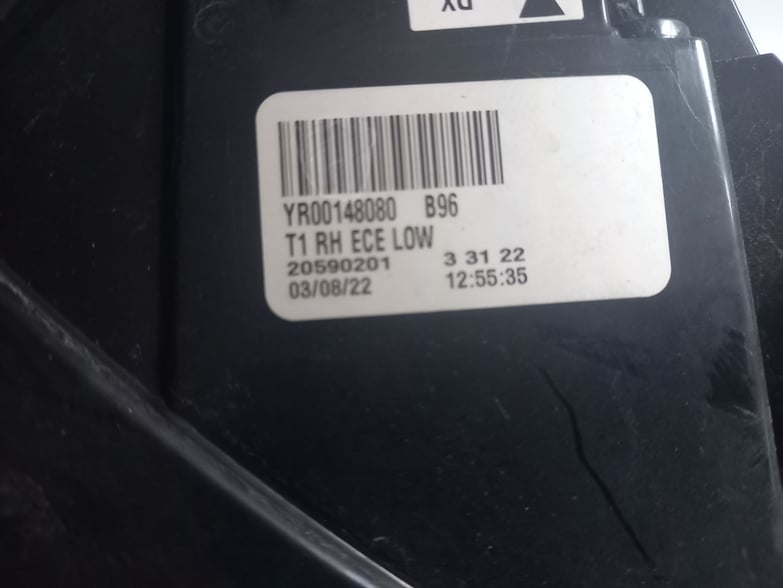 DX
YR00148080 B96
T1 RH ECE LOW
20590201 3 31 22
03/08/22 12:55:35